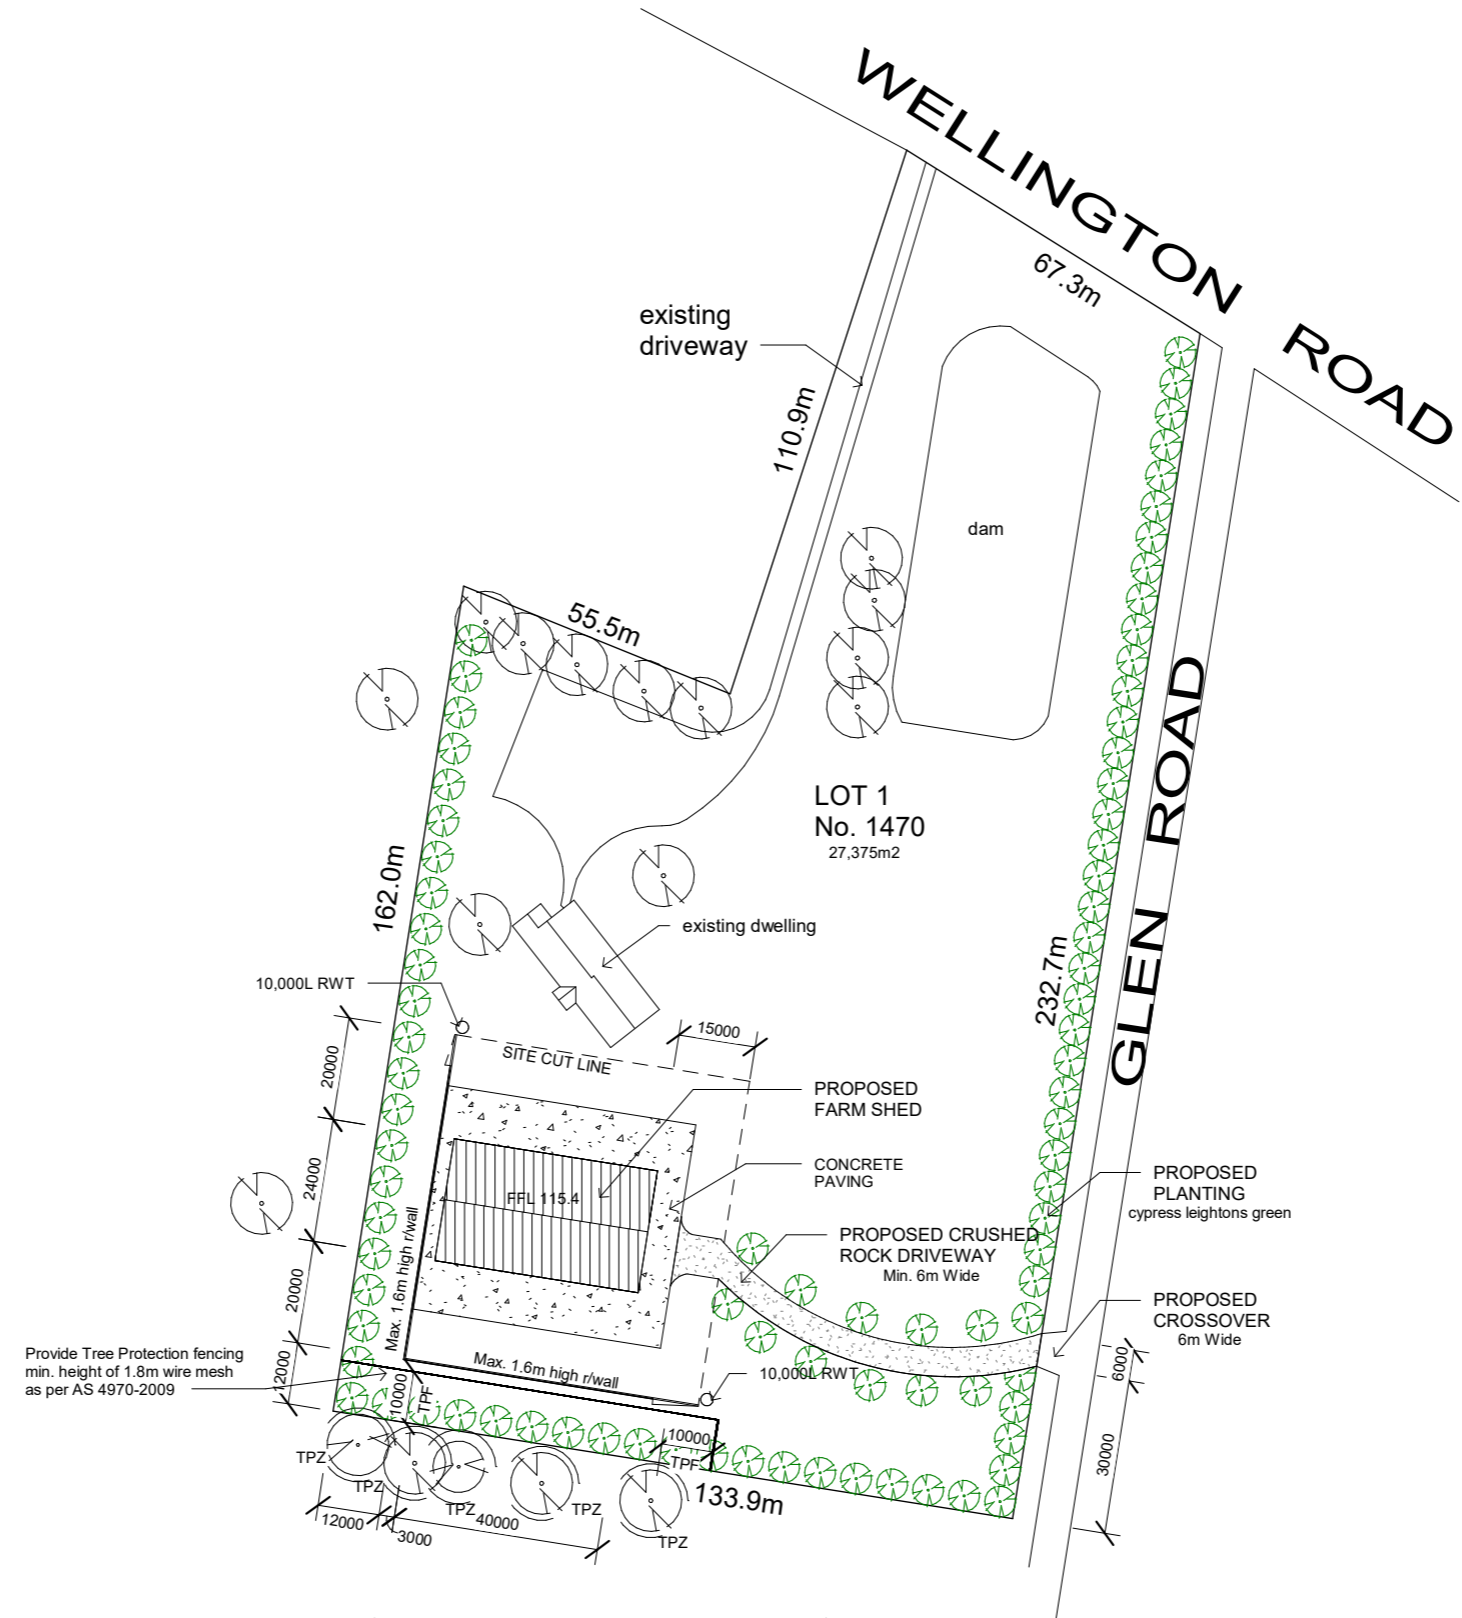 WELLINGTON ROAD
67.3m
existing
driveway
110.9m
dam
55.5m
GLEN ROAD
LOT 1
No. 1470
27,375m2
162.0m
existing dwelling
232.7m
10,000L RWT
15000
SITE CUT LINE
20000
PROPOSED
FARM SHED
CONCRETE
PAVING
PROPOSED
PLANTING
cypress leightons green
24000
FFL 115.4
Max. 1.6m high r/wall
PROPOSED CRUSHED
ROCK DRIVEWAY
Min. 6m Wide
20000
PROPOSED
CROSSOVER
6m Wide
Provide Tree Protection fencing
min. height of 1.8m wire mesh
as per AS 4970-2009
12000
Max. 1.6m high r/wall
10,000L RWT
6000
10000
TPF
10000
TPF
30000
TPZ
TPZ
TPZ
TPZ
TPZ
133.9m
12000
3000
40000